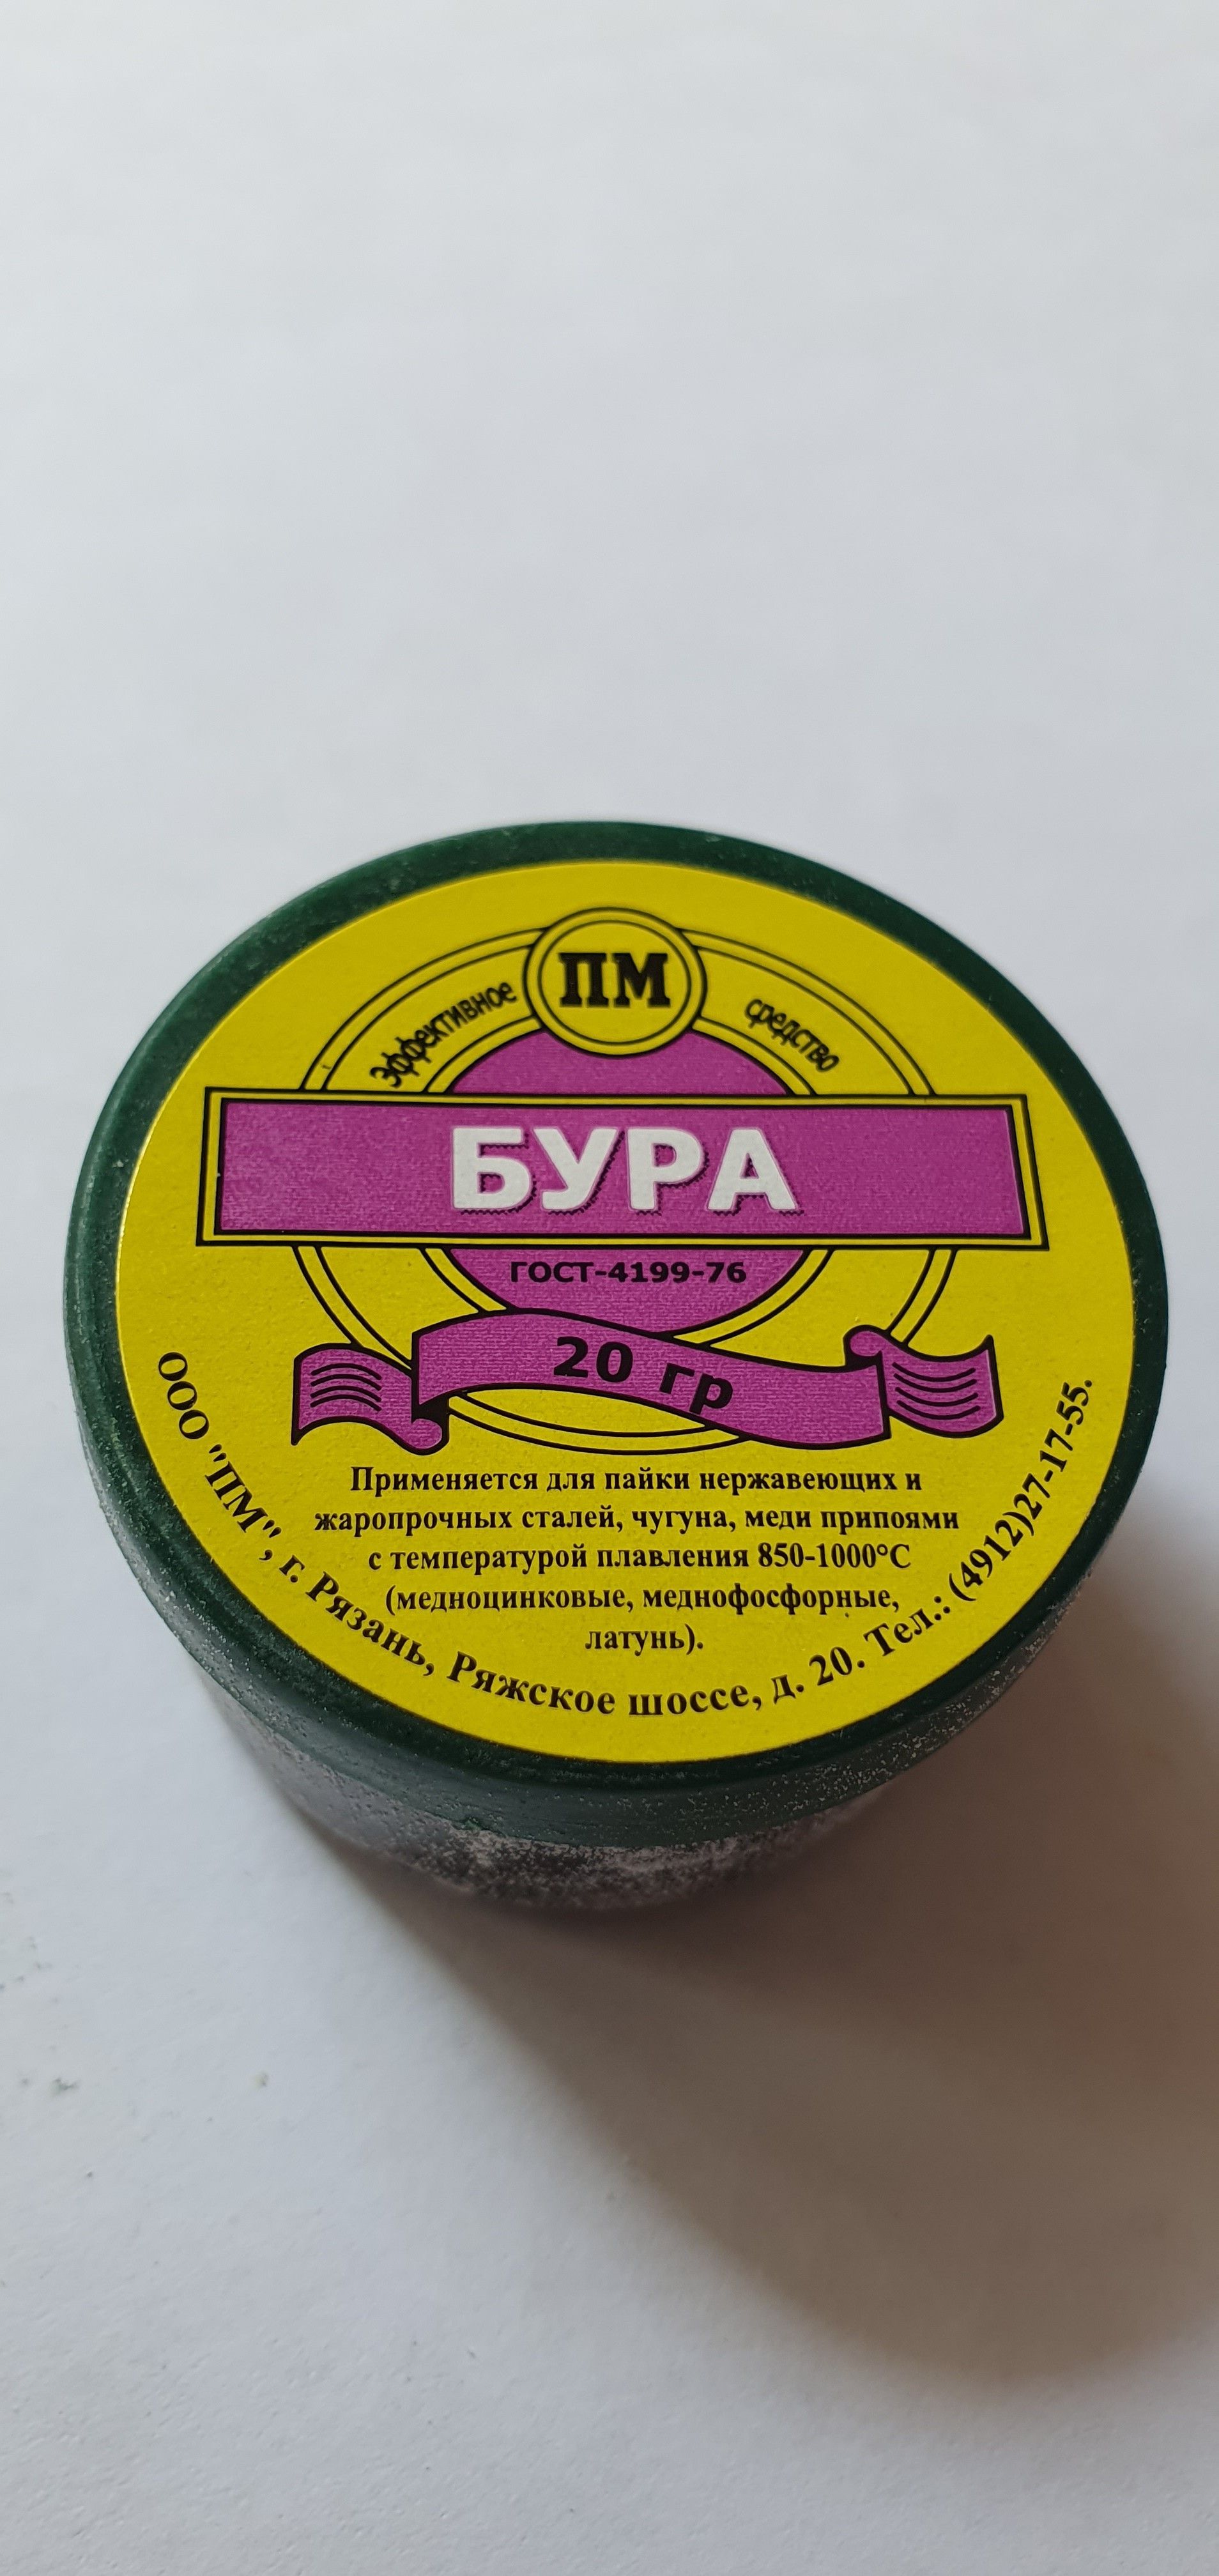 ПМ
эффективное средство
БУРА
ГОСТ-4199-76
20 гр
Применяется для пайки нержавеющих и
жаропрочных сталей, чугуна, меди припоями
с температурой плавления 850-1000°С
(медноцинковые, меднофосфорные,
латунь).
ООО "ПМ", г. Рязань, Ряжское шоссе, д. 20. Тел.: (4912)27-17-55.